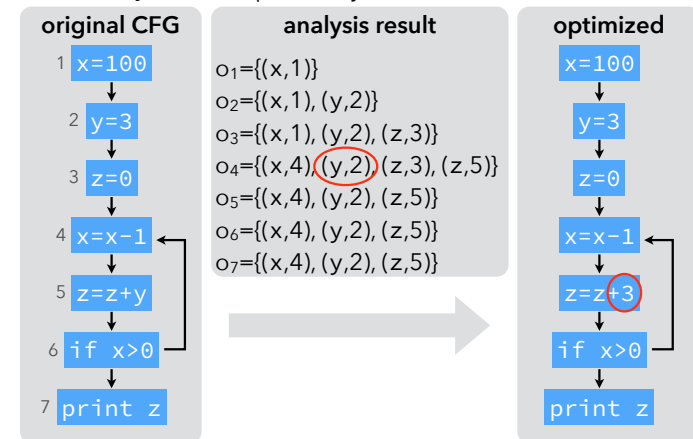 original CFG
1 x=100
2 y=3
3 z=0
4 x=x-1
5 z=z+y
6 if x>0
7 print z
analysis result
o₁={(x,1)}
o₂={(x,1), (y,2)}
o₃={(x,1), (y,2), (z,3)}
o₄={(x,4), (y,2), (z,3), (z,5)}
o₅={(x,4), (y,2), (z,5)}
o₆={(x,4), (y,2), (z,5)}
o₇={(x,4), (y,2), (z,5)}
optimized
x=100
y=3
z=0
x=x-1
z=z+3
if x>0
print z